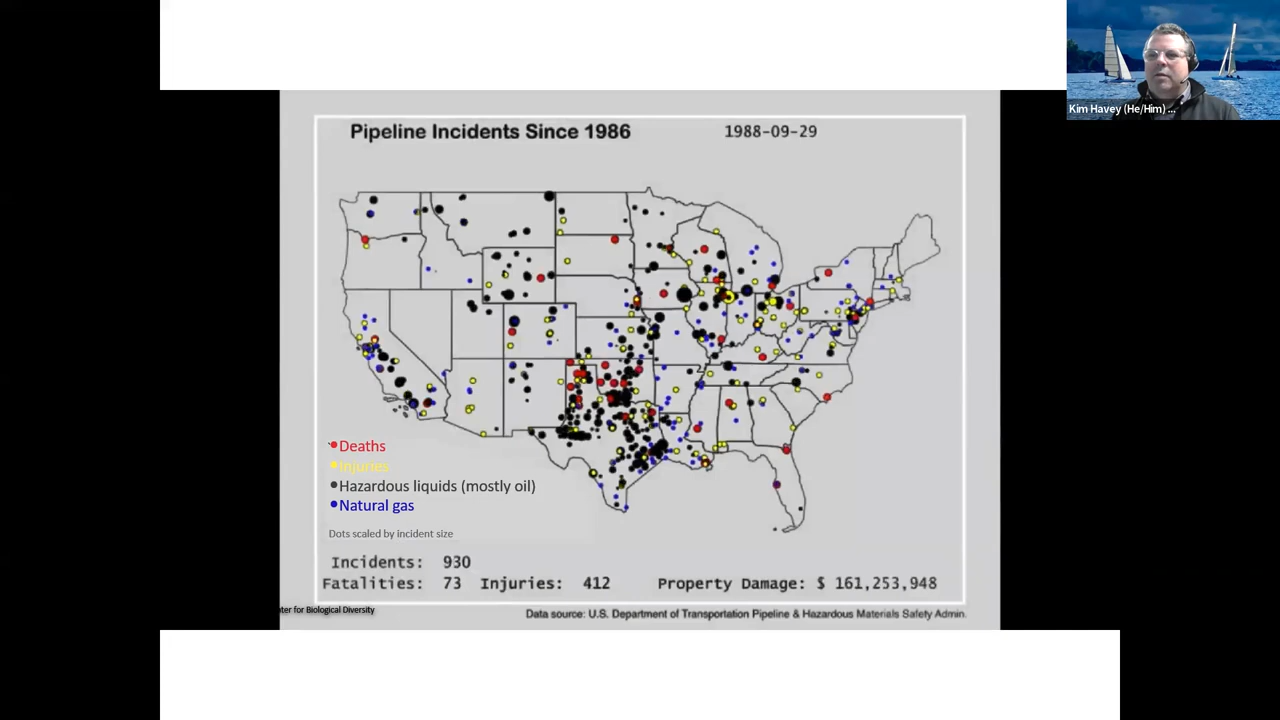 Kim Havey (He/Him) ...
Pipeline Incidents Since 1986
1988-09-29
Deaths
Injuries
Hazardous liquids (mostly oil)
Natural gas
Dots scaled by incident size
Incidents: 930
Fatalities: 73 Injuries: 412 Property Damage: $ 161,253,948
ter for Biological Diversity
Data source: U.S. Department of Transportation Pipeline & Hazardous Materials Safety Admin.